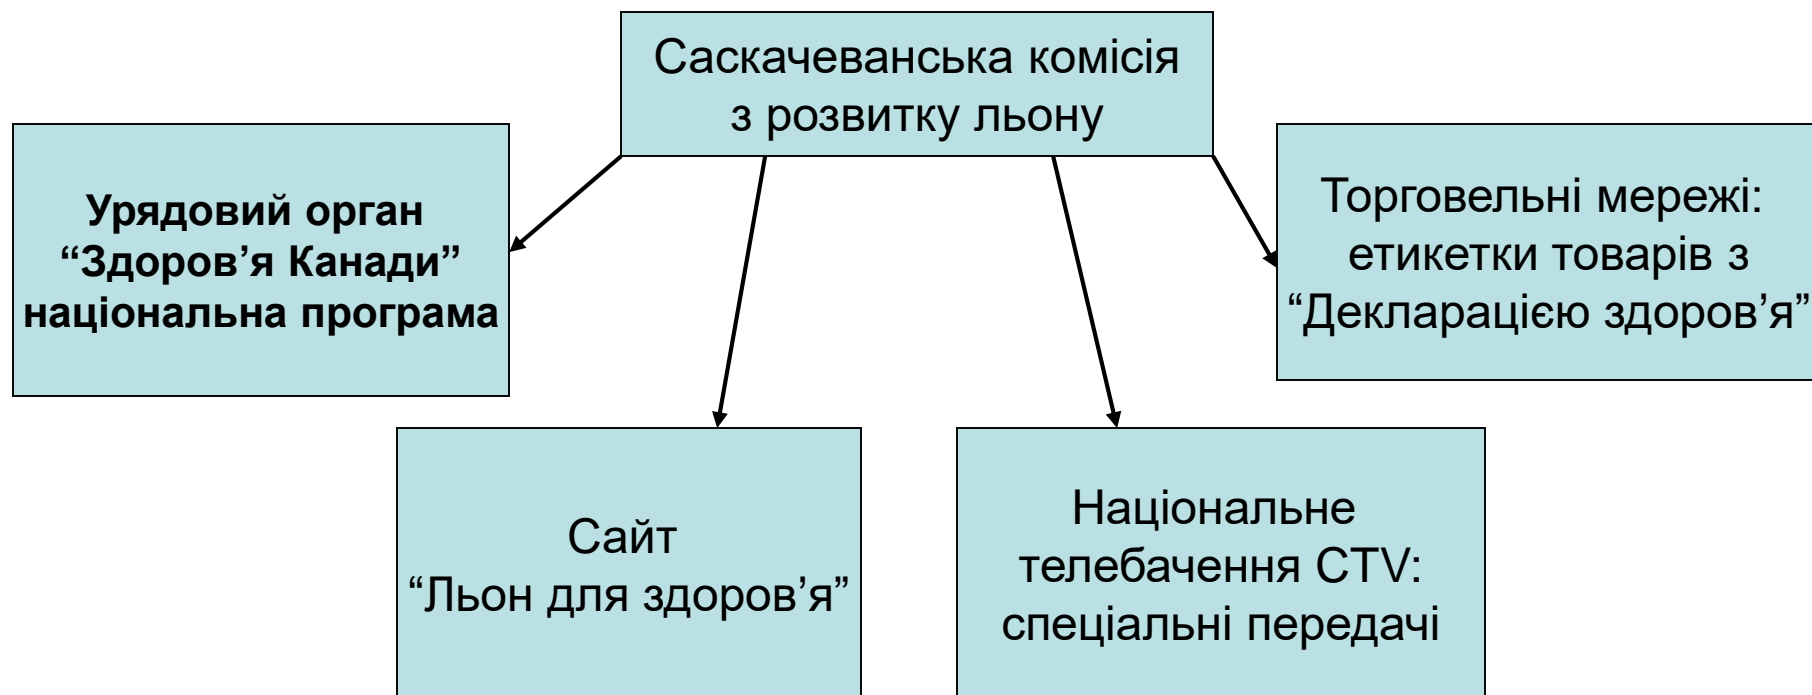 Саскачеванська комісія
з розвитку льону
Урядовий орган
“Здоров’я Канади”
національна програма
Торговельні мережі:
етикетки товарів з
“Декларацією здоров’я”
Сайт
“Льон для здоров’я”
Національне
телебачення CTV:
спеціальні передачі